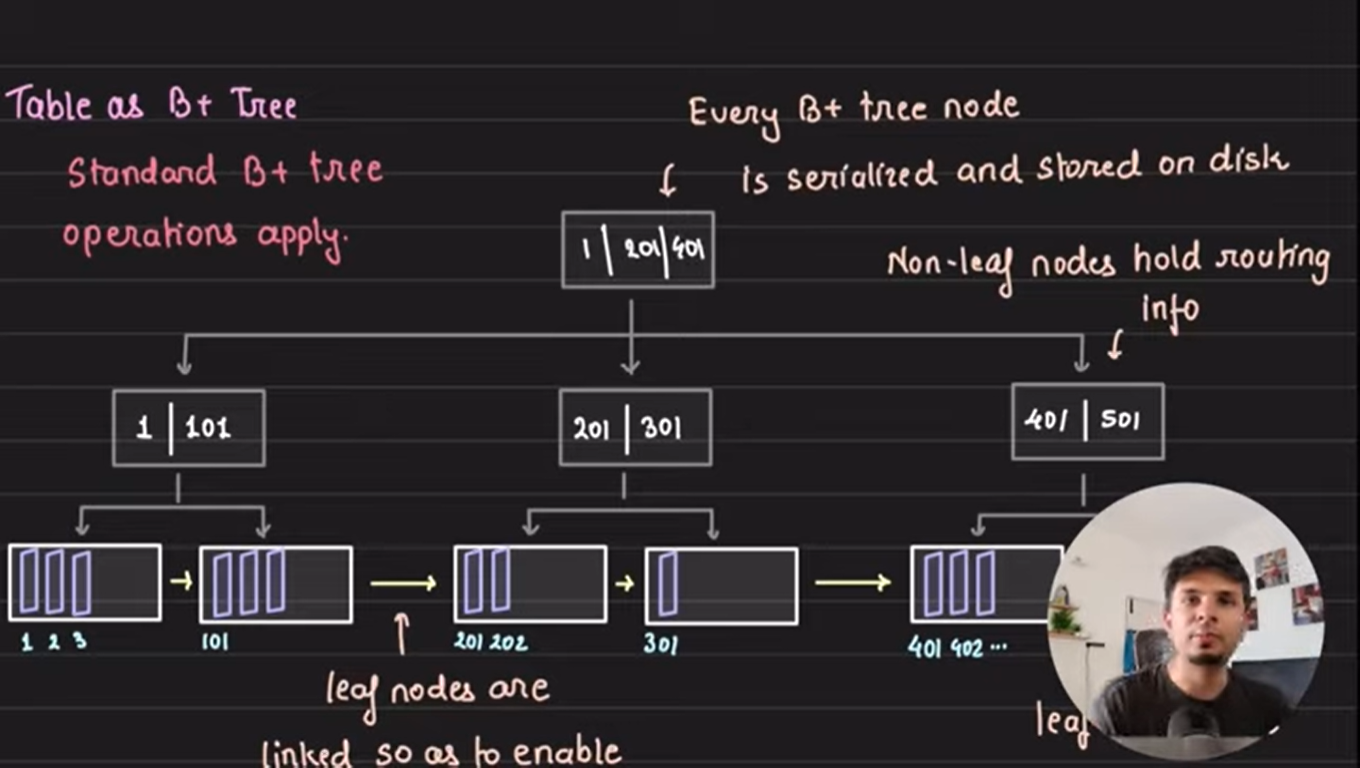 Table as B+ Tree
Standard B+ tree
operations apply.
Every B+ tree node
is serialized and stored on disk
1 | 201 | 401
Non-leaf nodes hold routing
info
1 | 101
201 | 301
401 | 501
1 2 3
101
201 202
301
401 402 ...
leaf nodes are
linked so as to enable
leaf